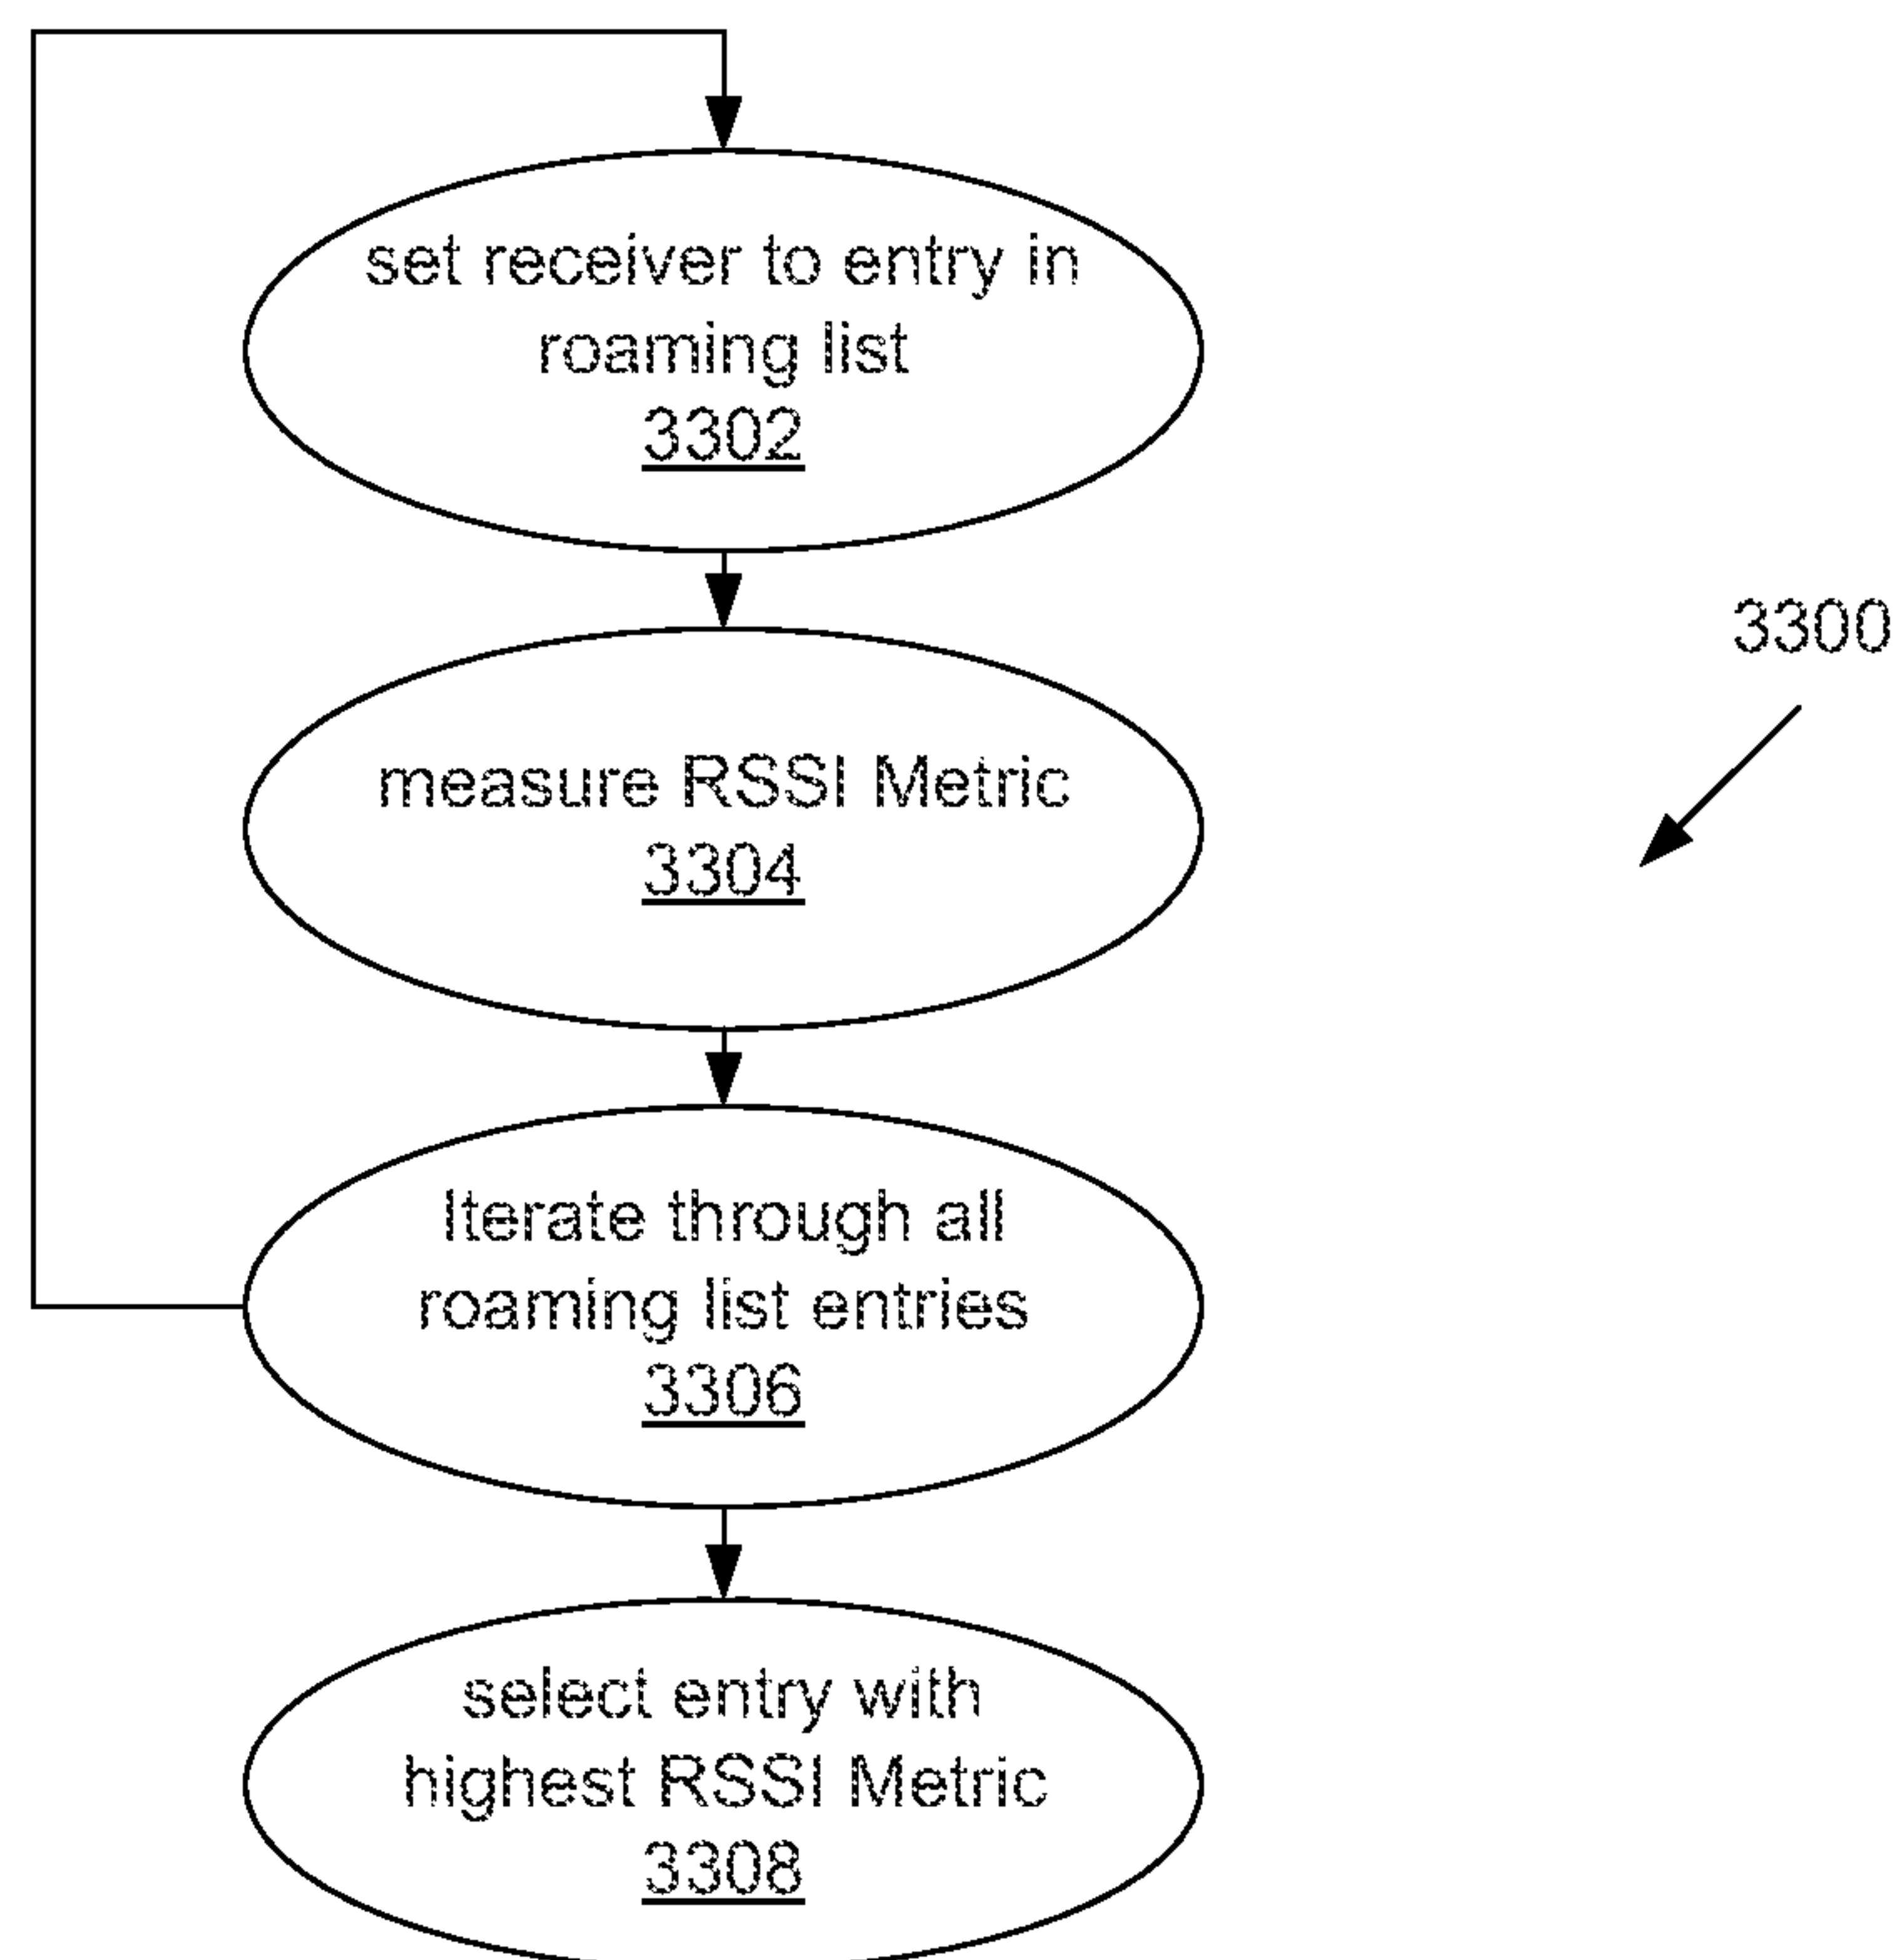 set receiver to entry in
roaming list
3302
3300
measure RSSI Metric
3304
Iterate through all
roaming list entries
3306
select entry with
highest RSSI Metric
3308